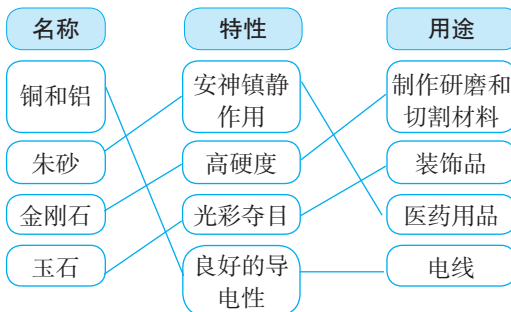 名称
特性
用途
铜和铝
安神镇静
作用
制作研磨和
切割材料
朱砂
高硬度
装饰品
金刚石
光彩夺目
医药用品
玉石
良好的导
电性
电线